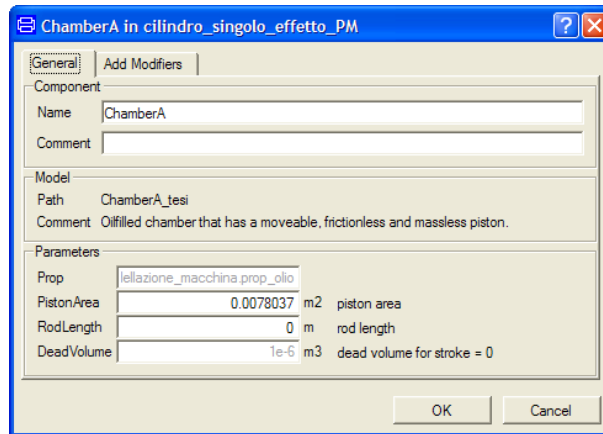 ChamberA in cilindro_singolo_effetto_PM
General Add Modifiers
Component
Name ChamberA
Comment
Model
Path ChamberA_tesi
Comment Oilfilled chamber that has a moveable, frictionless and massless piston.
Parameters
Prop lellazione_macchina.prop_olio
PistonArea 0.0078037 m2 piston area
RodLength 0 m rod length
DeadVolume 1e-6 m3 dead volume for stroke = 0
OK Cancel